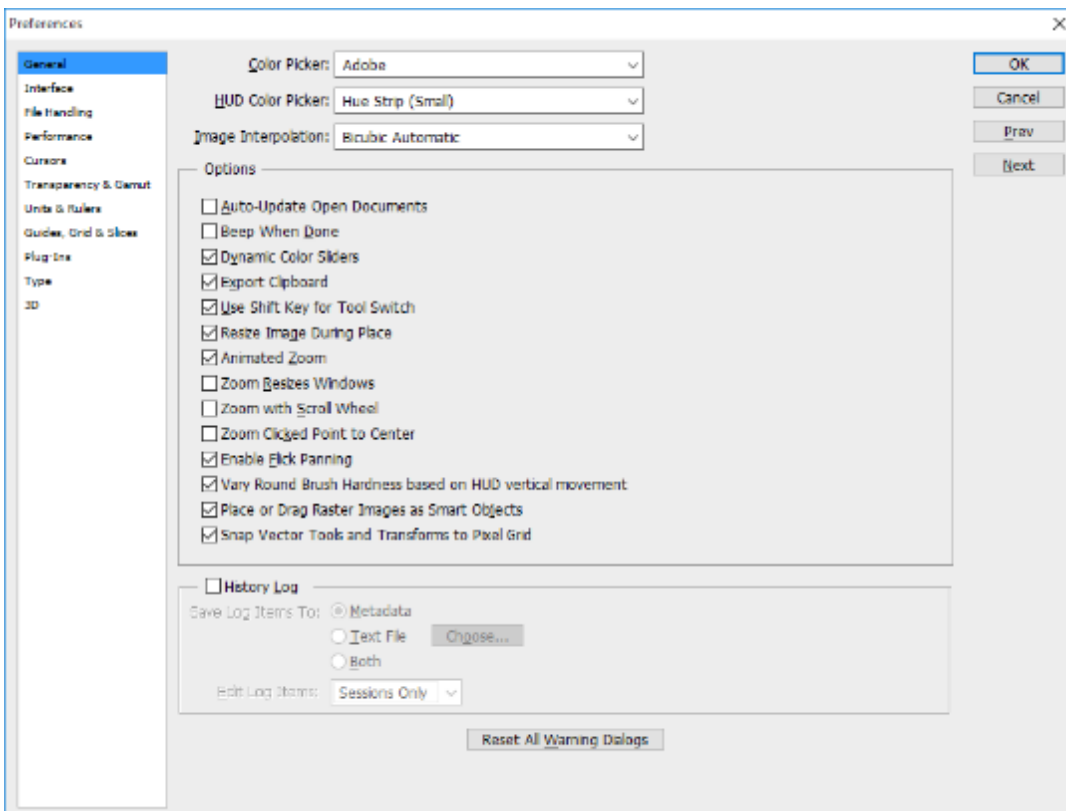 Preferences
General
Interface
File Handling
Performance
Cursors
Transparency & Gamut
Units & Rulers
Guides, Grid & Slices
Plug-Ins
Type
3D
Color Picker: Adobe
HUD Color Picker: Hue Strip (Small)
Image Interpolation: Bicubic Automatic
Options
Auto-Update Open Documents
Beep When Done
Dynamic Color Sliders
Export Clipboard
Use Shift Key for Tool Switch
Resize Image During Place
Animated Zoom
Zoom Resizes Windows
Zoom with Scroll Wheel
Zoom Clicked Point to Center
Enable Flick Panning
Vary Round Brush Hardness based on HUD vertical movement
Place or Drag Raster Images as Smart Objects
Snap Vector Tools and Transforms to Pixel Grid
History Log
Save Log Items To: Metadata
Text File Choose...
Both
Edit Log Items: Sessions Only
Reset All Warning Dialogs
OK
Cancel
Prev
Next